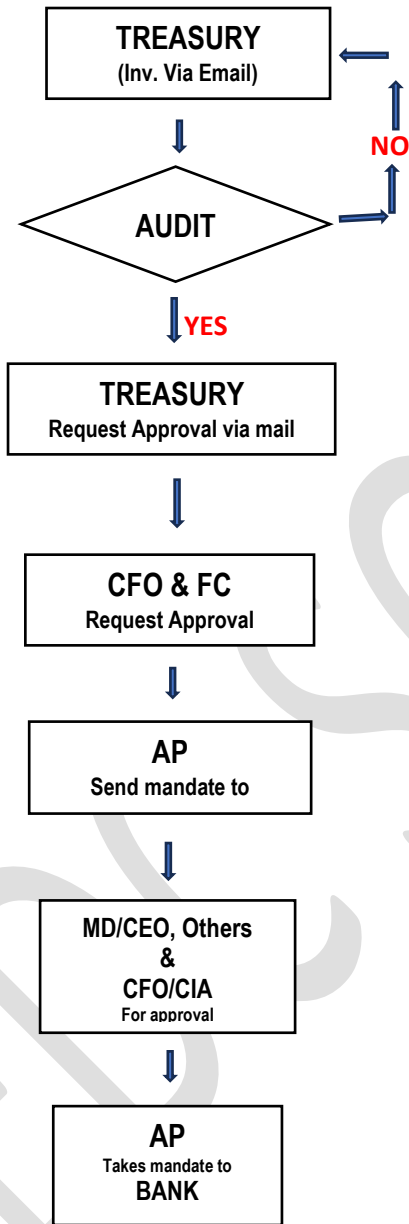 TREASURY
(Inv. Via Email)
NO
AUDIT
YES
TREASURY
Request Approval via mail
CFO & FC
Request Approval
AP
Send mandate to
MD/CEO, Others
&
CFO/CIA
For approval
AP
Takes mandate to
BANK